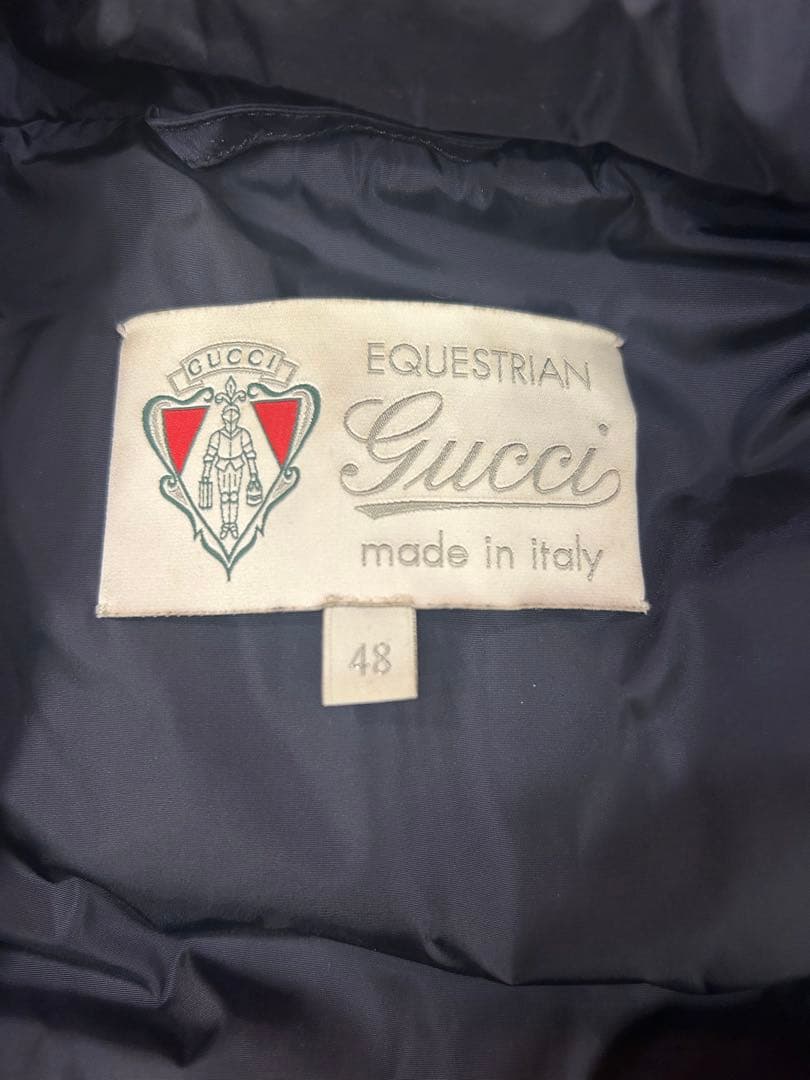 GUCCI
EQUESTRIAN
Gucci
made in italy
48